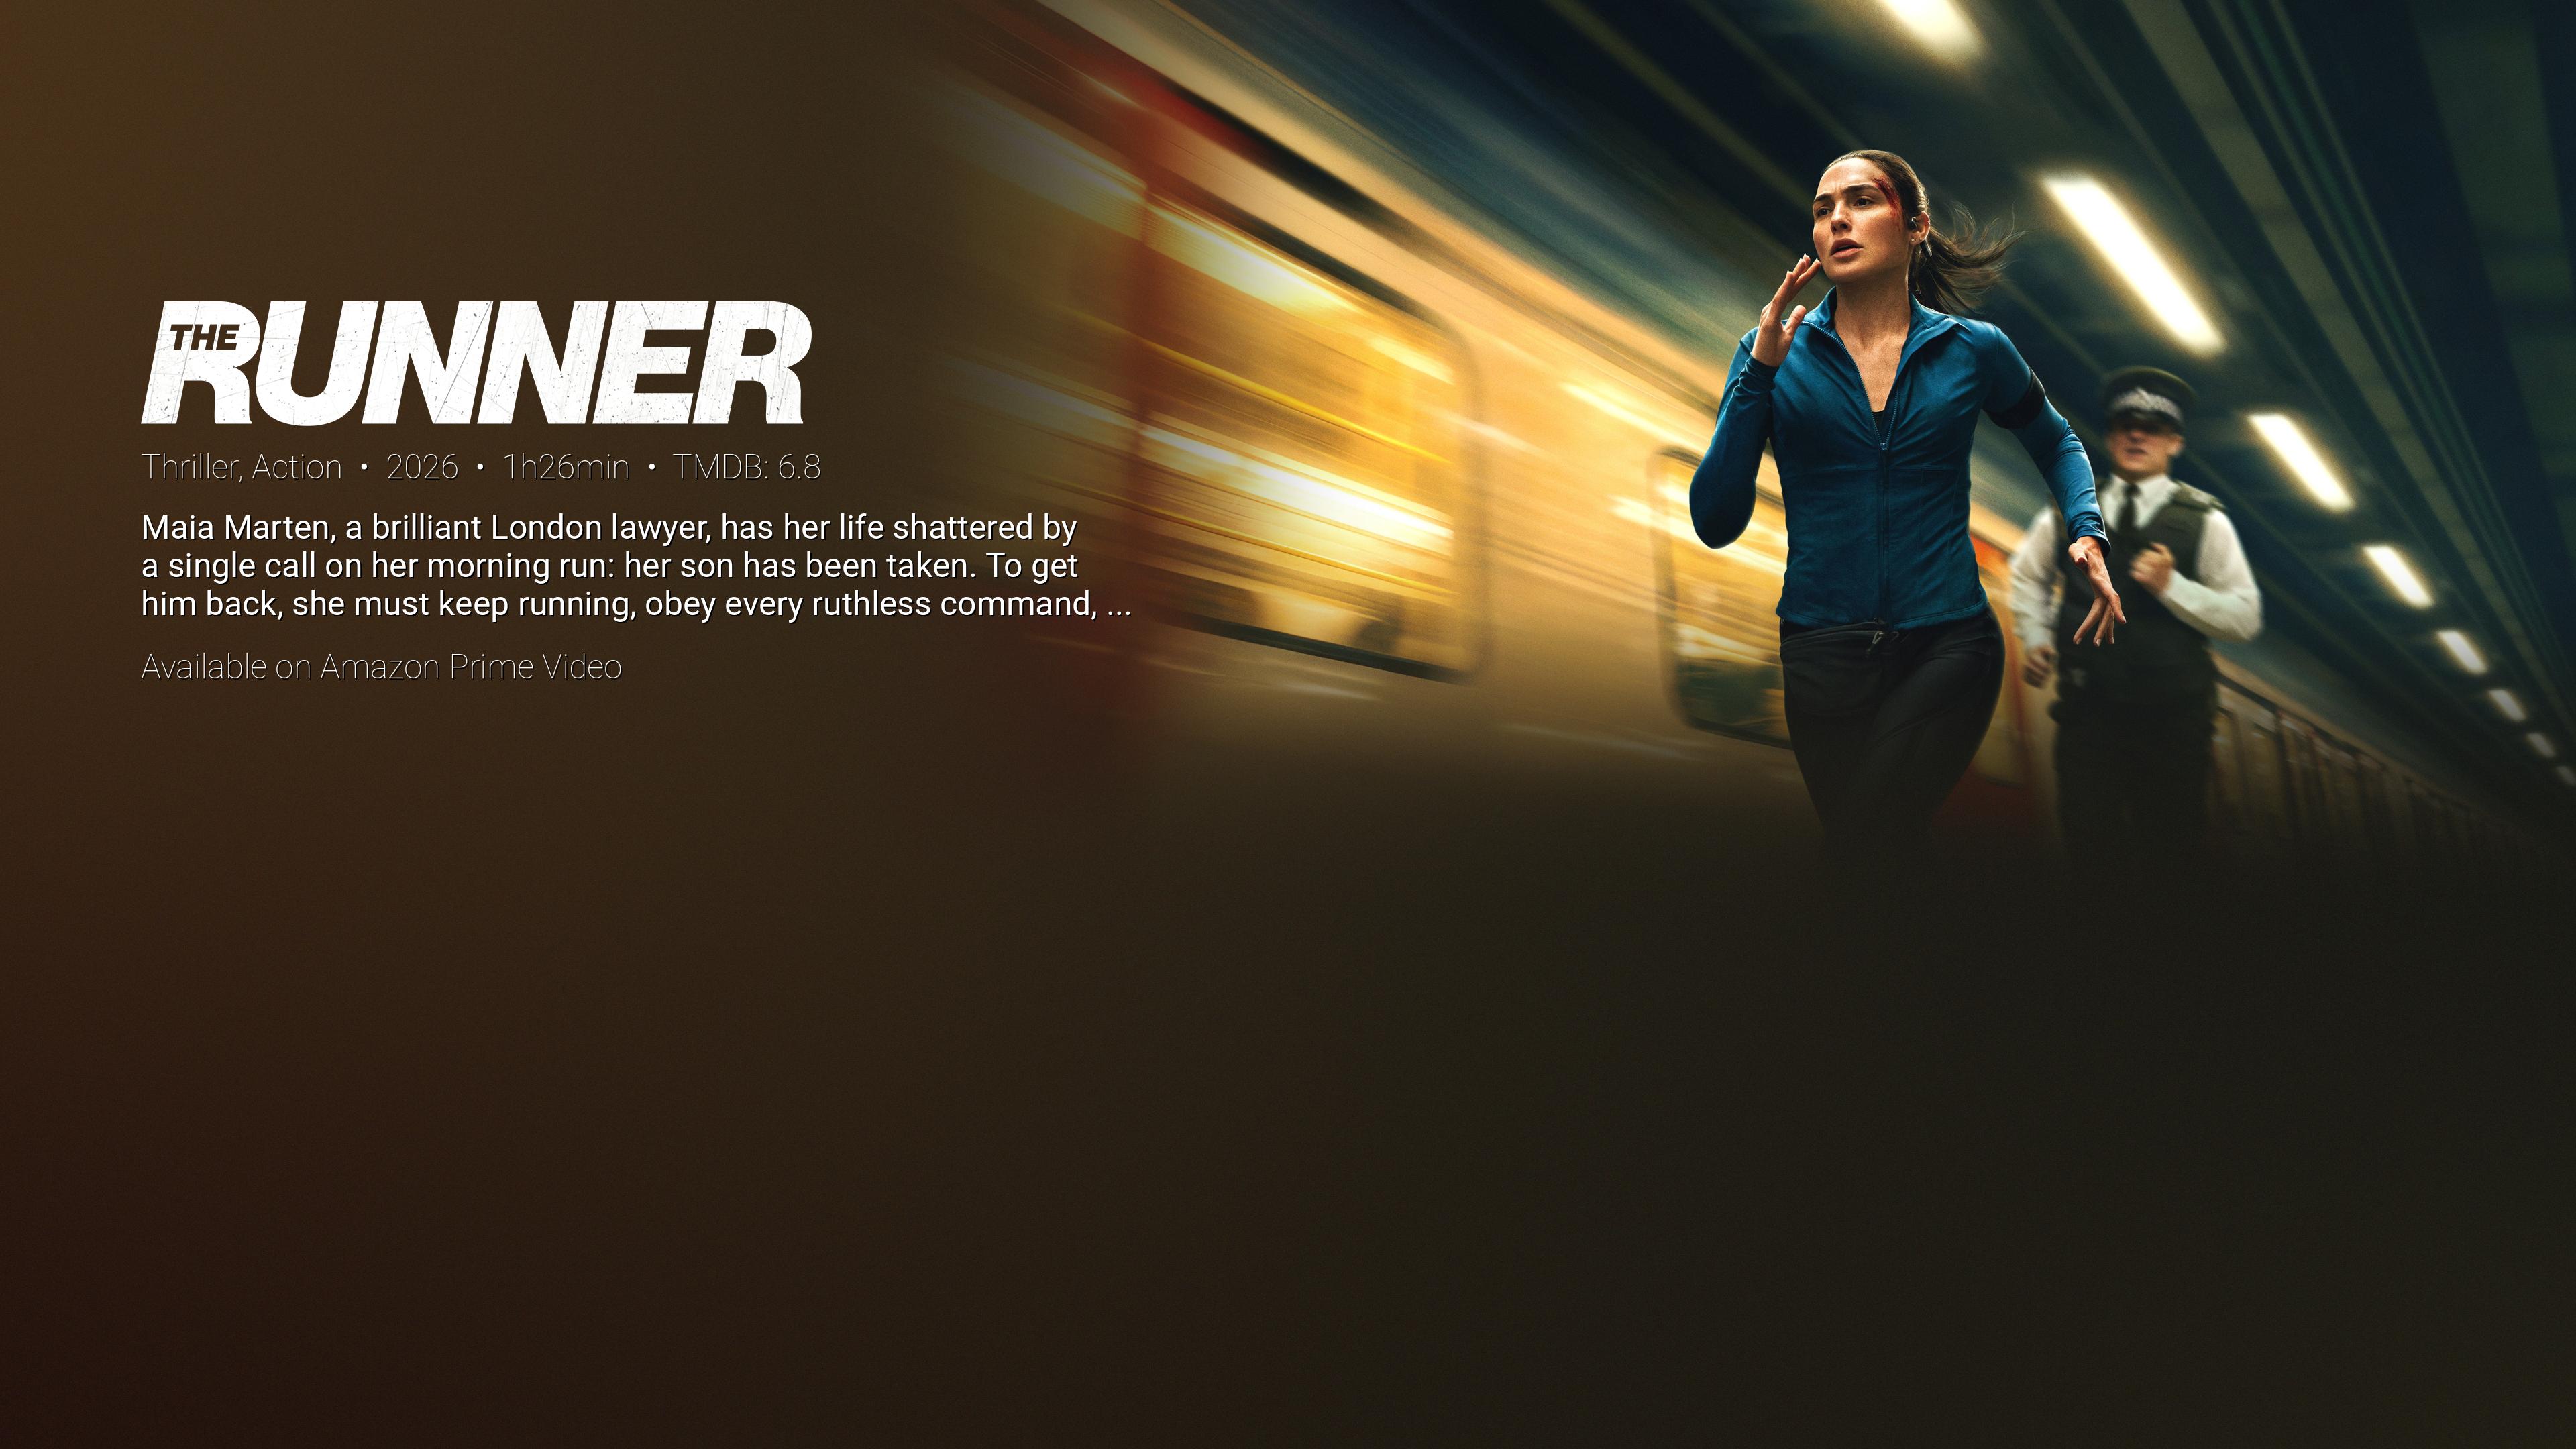 THE RUNNER
Thriller, Action • 2026 • 1h26min • TMDB: 6.8
Maia Marten, a brilliant London lawyer, has her life shattered by
a single call on her morning run: her son has been taken. To get
him back, she must keep running, obey every ruthless command, ...
Available on Amazon Prime Video